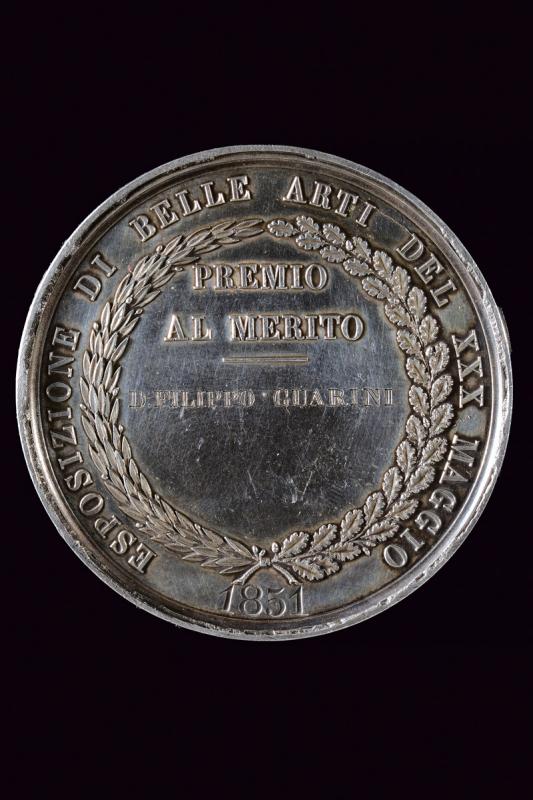 ESPOSIZIONE DI BELLE ARTI DEL XXX MAGGIO
PREMIO
AL MERITO
D. FILIPPO GUARINI
1851